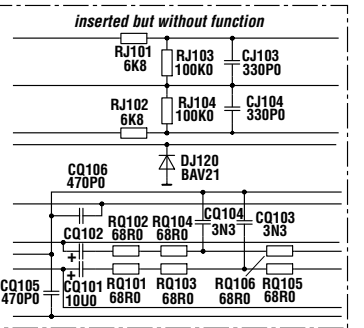 inserted but without function
RJ101
6K8
RJ103
100K0
CJ103
330P0
RJ102
6K8
RJ104
100K0
CJ104
330P0
DJ120
BAV21
CQ106
470P0
RQ102
68R0
RQ104
68R0
CQ104
3N3
CQ103
3N3
CQ102
+
+
CQ105
470P0
CQ101
10U0
RQ101
68R0
RQ103
68R0
RQ106
68R0
RQ105
68R0